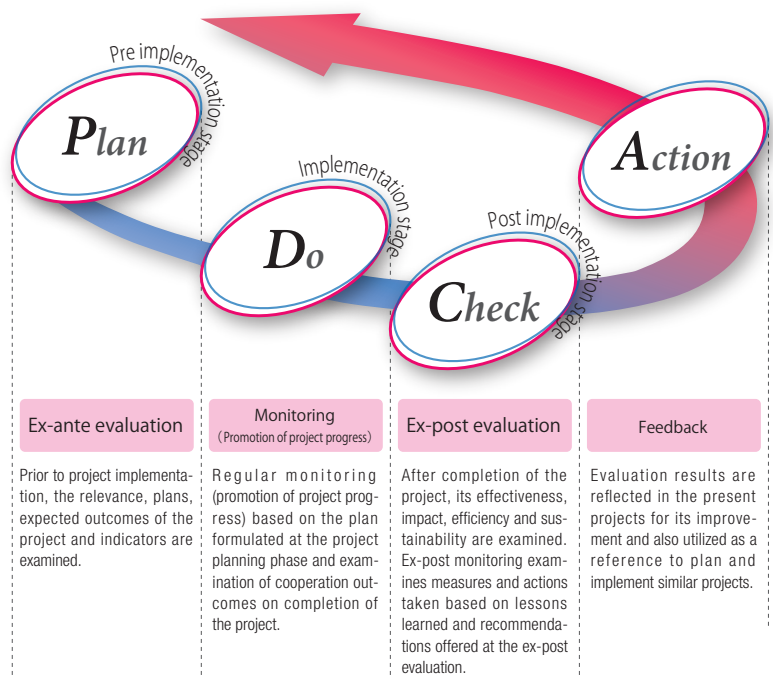 Pre implementation stage
Plan
Implementation stage
Do
Post implementation stage
Check
Action
Ex-ante evaluation
Prior to project implementa-
tion, the relevance, plans,
expected outcomes of the
project and indicators are
examined.
Monitoring
(Promotion of project progress)
Regular monitoring
(promotion of project prog-
ress) based on the plan
formulated at the project
planning phase and exam-
ination of cooperation out-
comes on completion of
the project.
Ex-post evaluation
After completion of the
project, its effectiveness,
impact, efficiency and sus-
tainability are examined.
Ex-post monitoring exam-
ines measures and actions
taken based on lessons
learned and recommenda-
tions offered at the ex-post
evaluation.
Feedback
Evaluation results are
reflected in the present
projects for its improve-
ment and also utilized as a
reference to plan and
implement similar projects.